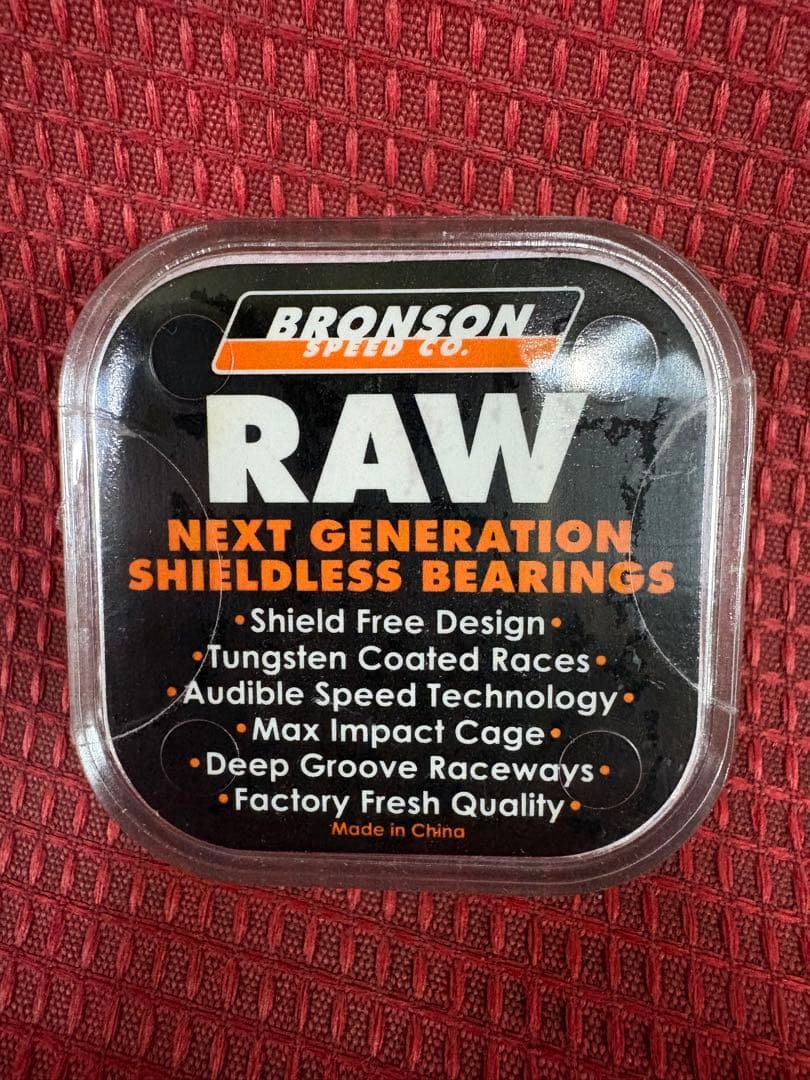 BRONSON
SPEED CO.
RAW
NEXT GENERATION
SHIELDLESS BEARINGS
•Shield Free Design•
•Tungsten Coated Races•
•Audible Speed Technology•
•Max Impact Cage•
•Deep Groove Raceways•
•Factory Fresh Quality•
Made in China